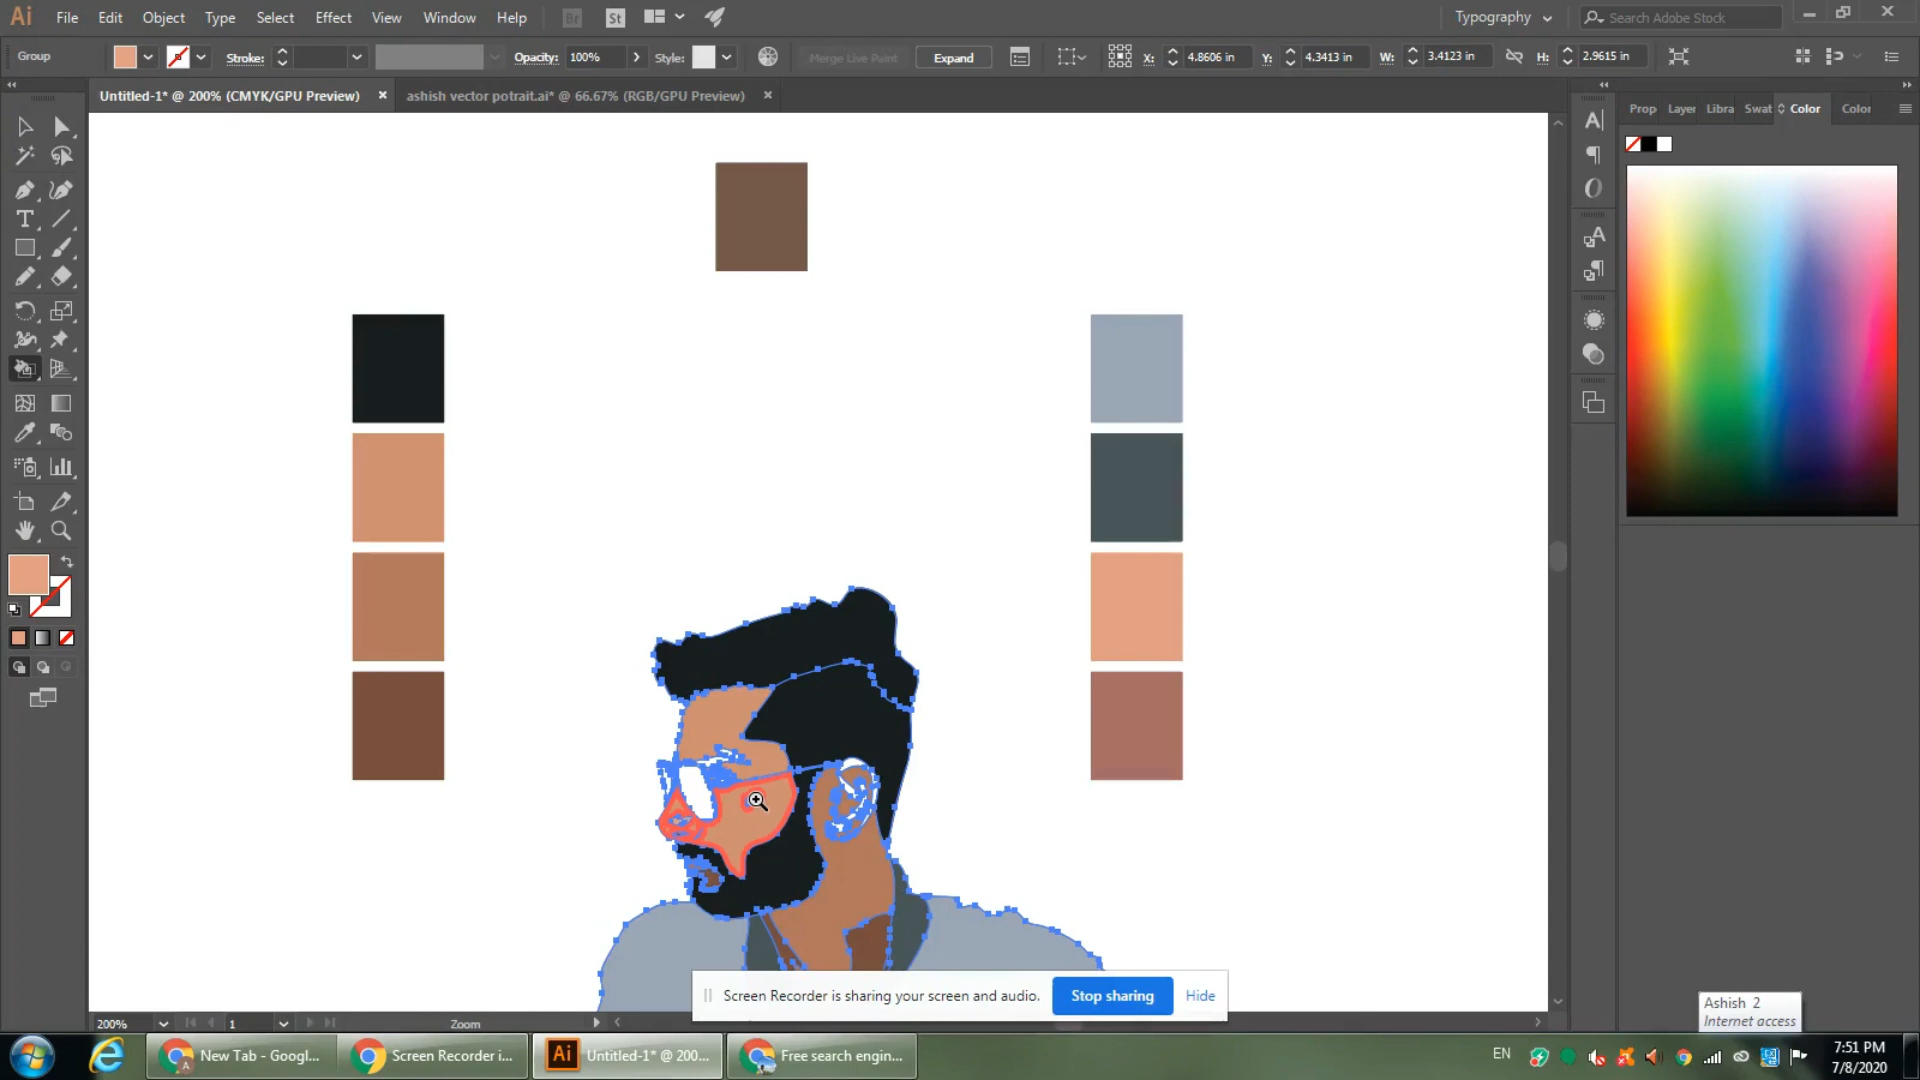 Ai File Edit Object Type Select Effect View Window Help Br St Typography Search Adobe Stock
Group Stroke: Opacity: 100% Style: Merge Live Paint Expand X: 4.8606 in Y: 4.3413 in W: 3.4123 in H: 2.9615 in
Untitled-1* @ 200% (CMYK/GPU Preview) × ashish vector potrait.ai* @ 66.67% (RGB/GPU Preview) ×
Prop Layer Libra Swat Color Color
Screen Recorder is sharing your screen and audio. Stop sharing Hide
Ashish 2
Internet access
200% 1 Zoom
New Tab - Googl... Screen Recorder i... Ai Untitled-1* @ 200... Free search engin... EN
7:51 PM
7/8/2020